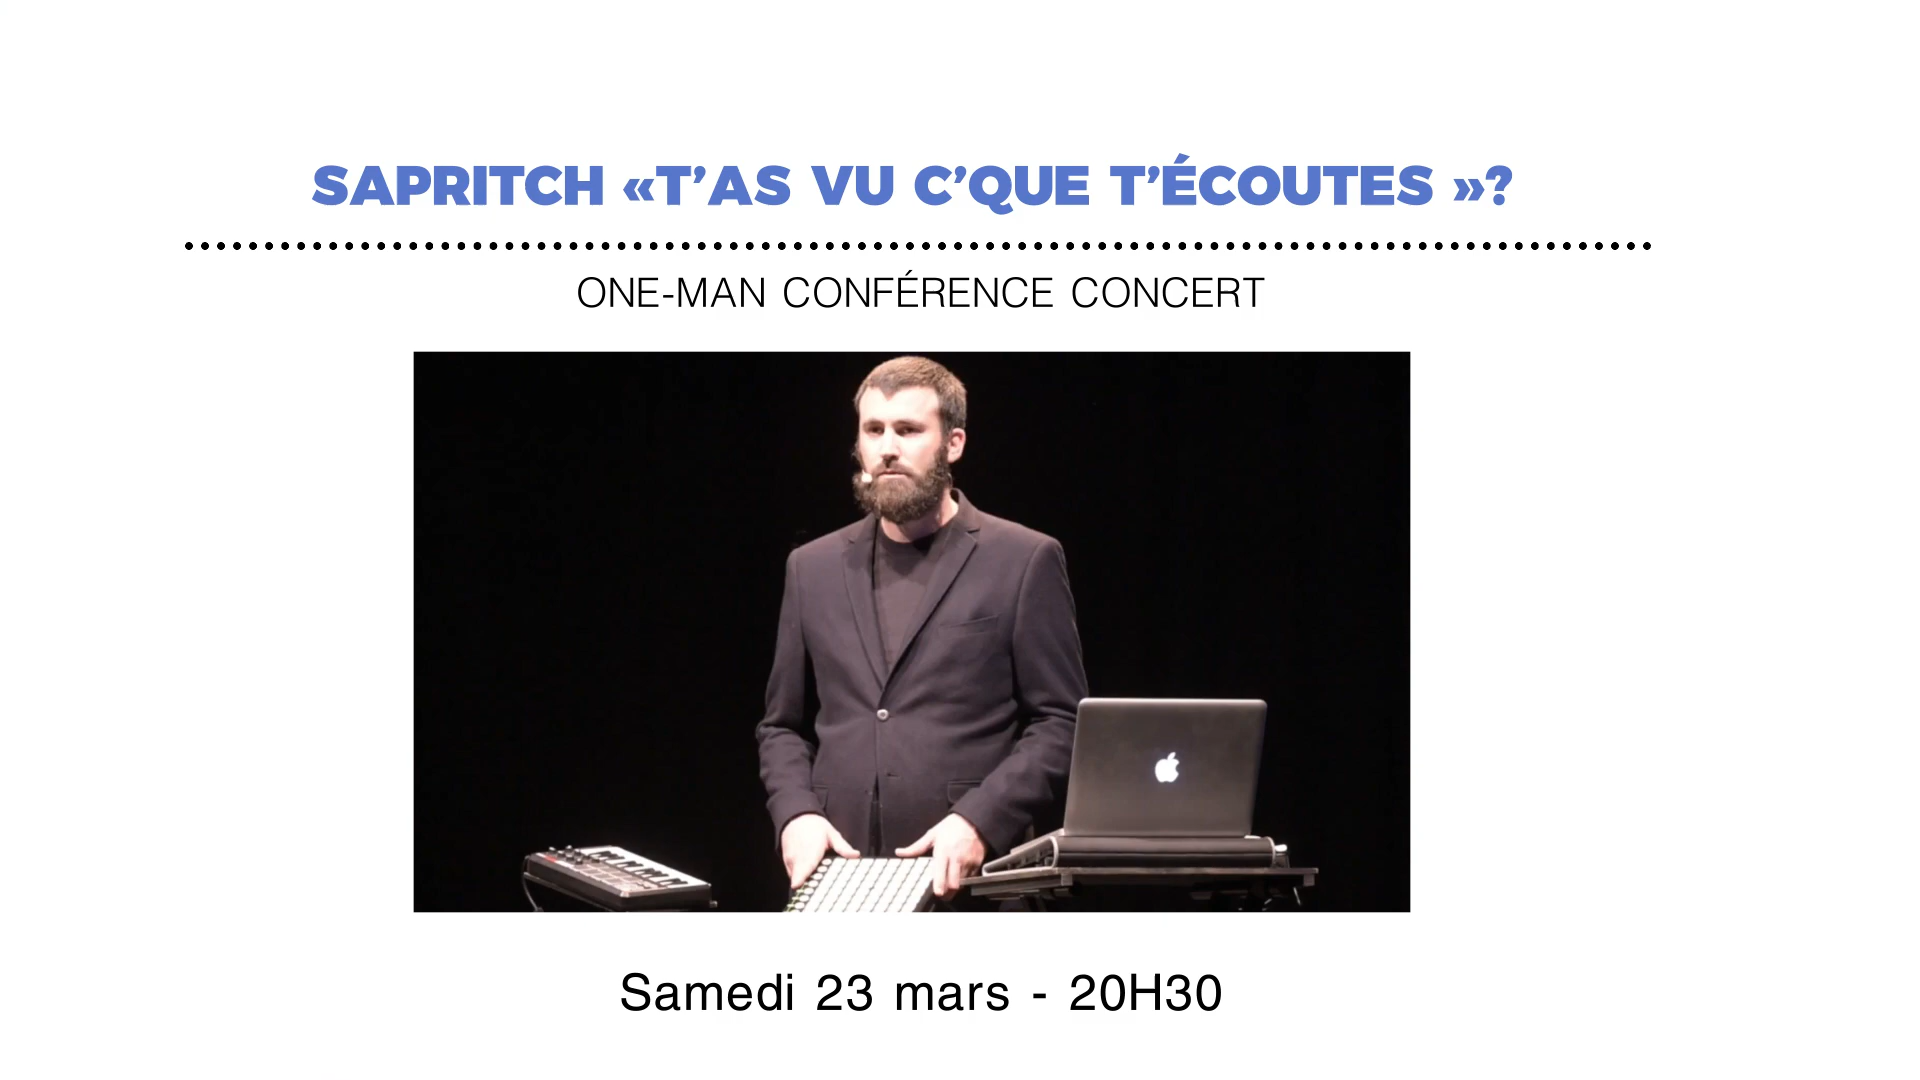 SAPRITCH «T’AS VU C’QUE T’ÉCOUTES »?
ONE-MAN CONFÉRENCE CONCERT
Samedi 23 mars - 20H30